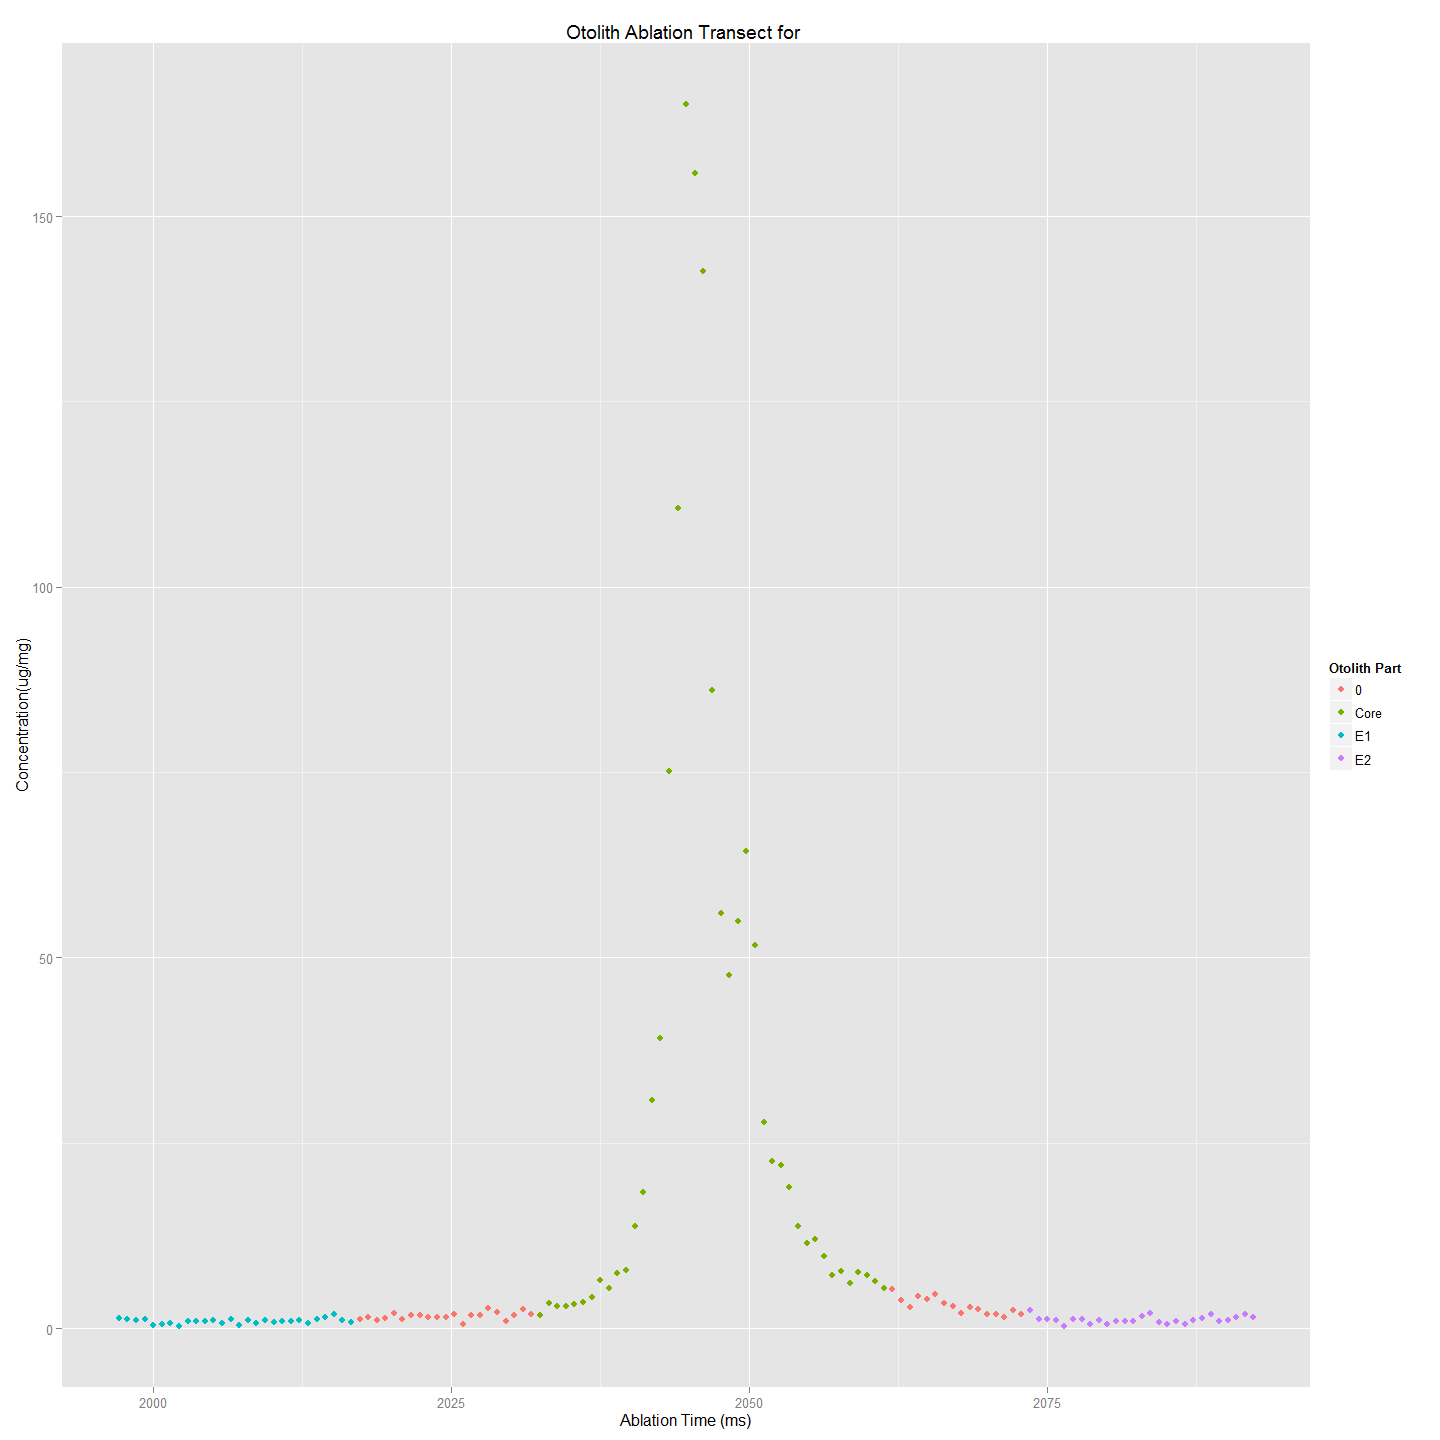 Otolith Ablation Transect for
150
100
50
0
Concentration(ug/mg)
2000
2025
2050
2075
Ablation Time (ms)
Otolith Part
0
Core
E1
E2